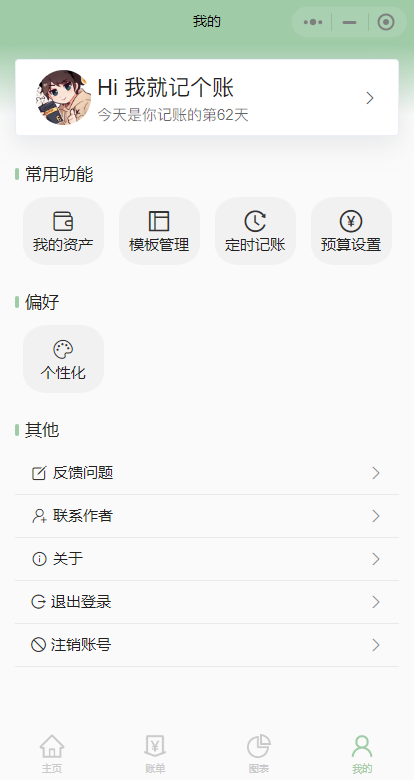 我的
Hi 我就记个账
今天是你记账的第62天
常用功能
我的资产 模板管理 定时记账 预算设置
偏好
个性化
其他
反馈问题
联系作者
关于
退出登录
注销账号
主页 账单 图表 我的